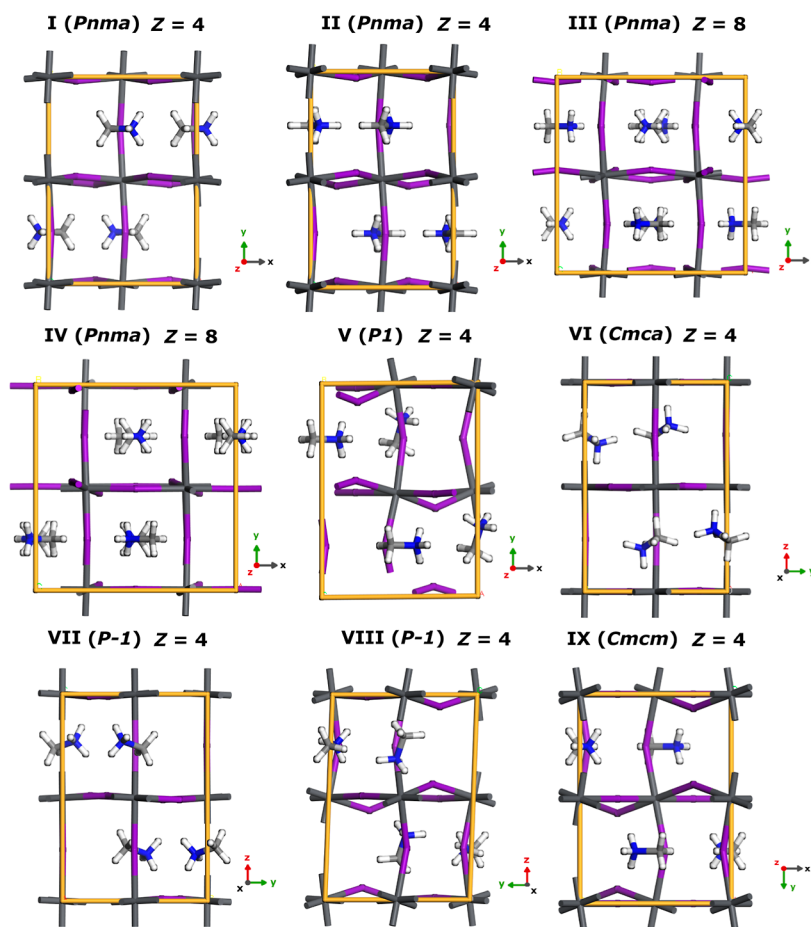 I (Pnma) Z = 4
II (Pnma) Z = 4
III (Pnma) Z = 8
y
z
x
y
z
x
y
z
x
IV (Pnma) Z = 8
V (P1) Z = 4
VI (Cmca) Z = 4
y
z
x
y
z
x
A
z
x
y
VII (P-1) Z = 4
VIII (P-1) Z = 4
IX (Cmcm) Z = 4
z
x
y
z
y
x
z
x
y